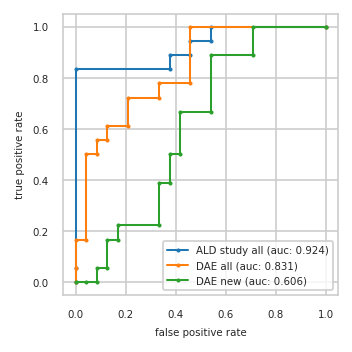 true positive rate
1.0
0.8
0.6
0.4
0.2
0.0
ALD study all (auc: 0.924)
DAE all (auc: 0.831)
DAE new (auc: 0.606)
0.0 0.2 0.4 0.6 0.8 1.0
false positive rate